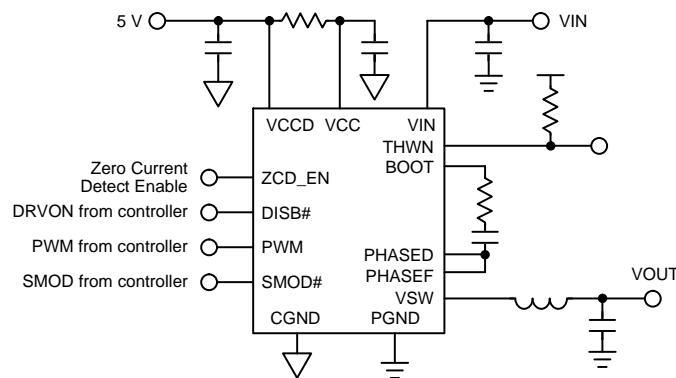 5 V
VIN
VCCD VCC VIN
THWN
BOOT
Zero Current
Detect Enable
ZCD_EN
DRVON from controller
DISB#
PWM from controller
PWM
PHASED
PHASEF
SMOD from controller
SMOD#
VSW
VOUT
CGND PGND